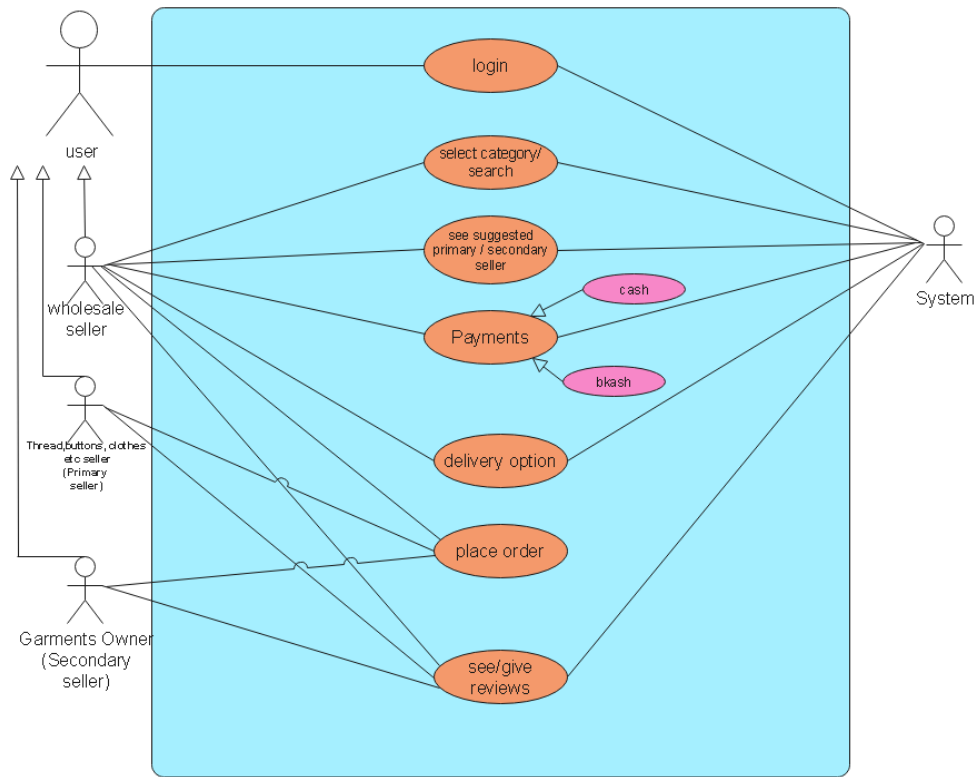 login
user
select category/
search
see suggested
primary / secondary
seller
cash
System
wholesale
seller
Payments
bkash
Thread,buttons, clothes
etc seller
(Primary
seller)
delivery option
place order
Garments Owner
(Secondary
seller)
see/give
reviews